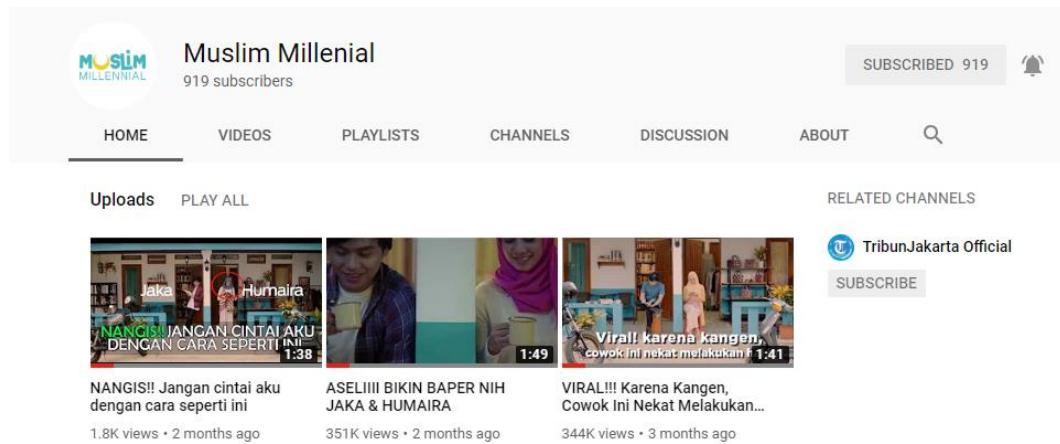 MUSLIM
MILLENNIAL
Muslim Millenial
919 subscribers
SUBSCRIBED 919
HOME VIDEOS PLAYLISTS CHANNELS DISCUSSION ABOUT
Uploads PLAY ALL
RELATED CHANNELS
TribunJakarta Official
SUBSCRIBE
Jaka Humaira
NANGIS!! JANGAN CINTAI AKU
DENGAN CARA SEPERTI INI
1:38
1:49
Viral! karena kangen,
cowok ini nekat melakukan
1:41
NANGIS!! Jangan cintai aku
dengan cara seperti ini
1.8K views • 2 months ago
ASELIIII BIKIN BAPER NIH
JAKA & HUMAIRA
351K views • 2 months ago
VIRAL!!! Karena Kangen,
Cowok Ini Nekat Melakukan...
344K views • 3 months ago